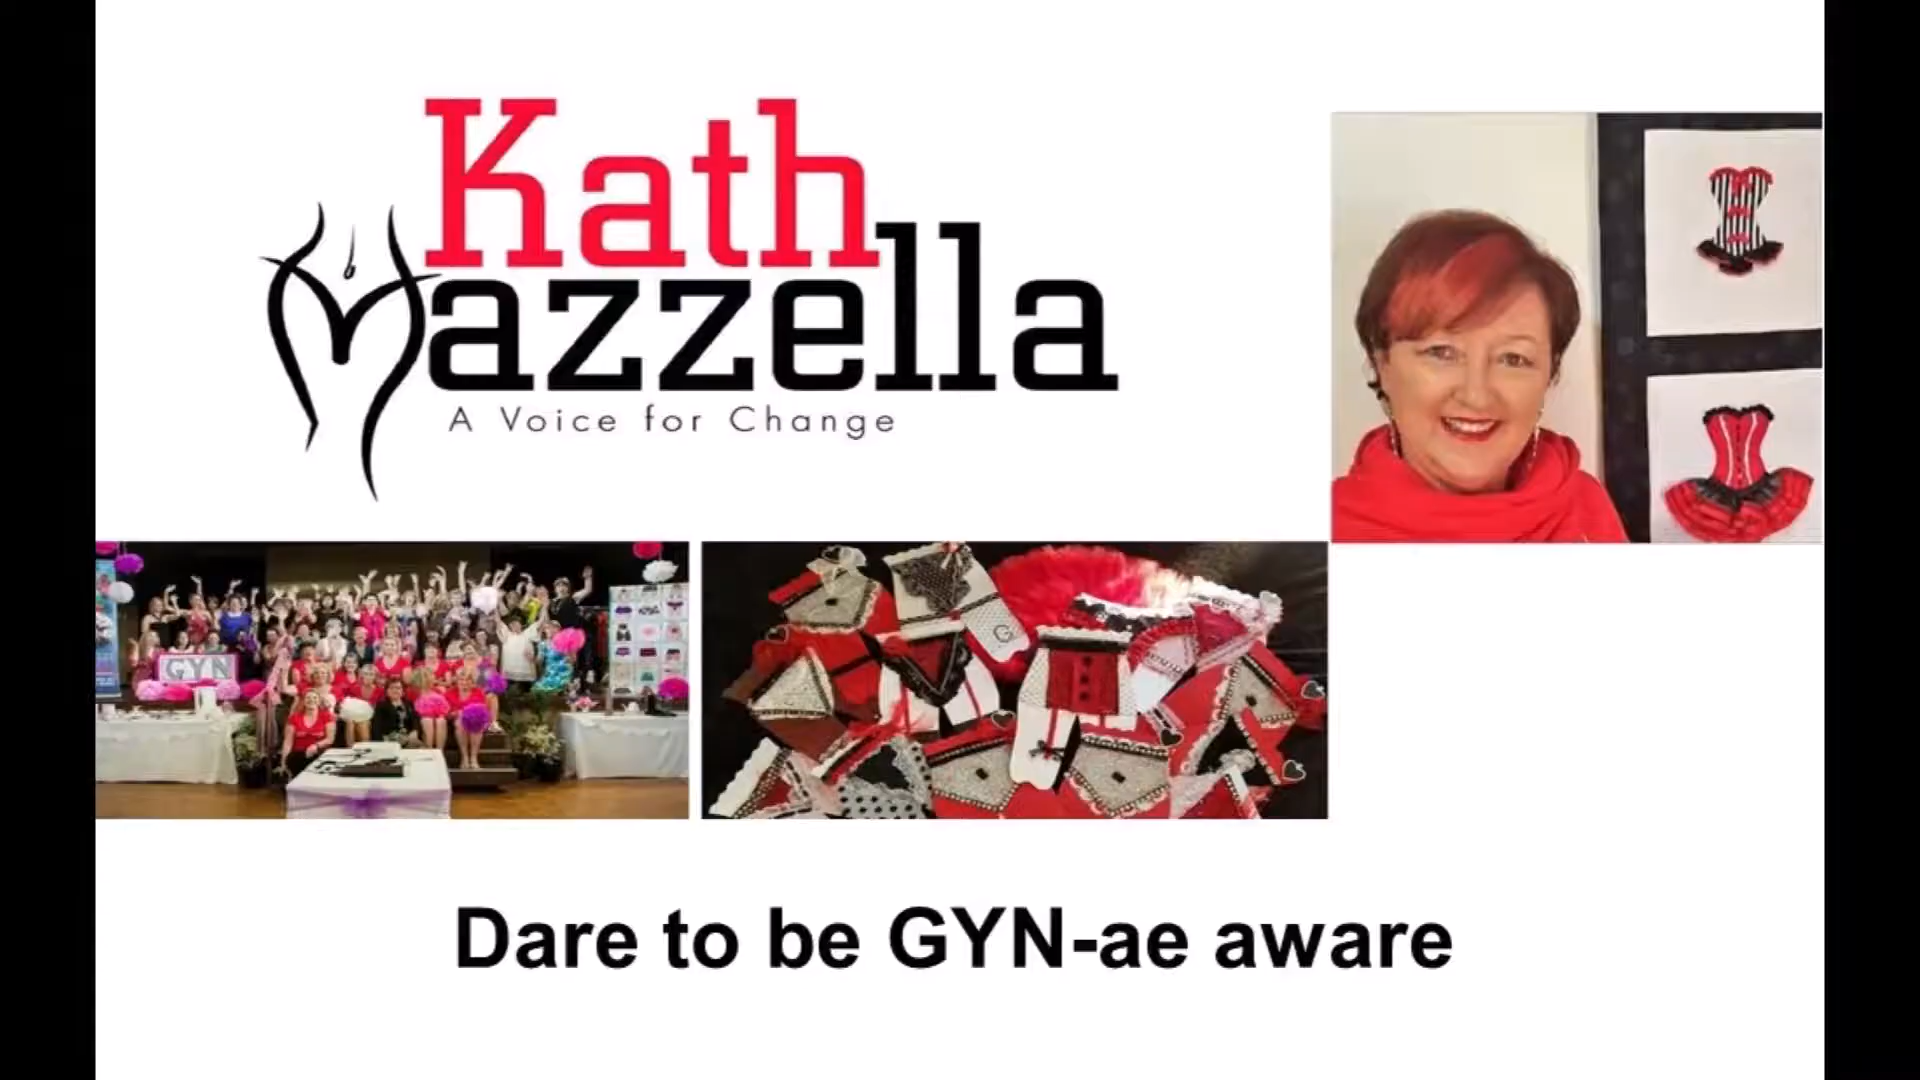 Kath
Mazzella
A Voice for Change
GYN
G
Dare to be GYN-ae aware